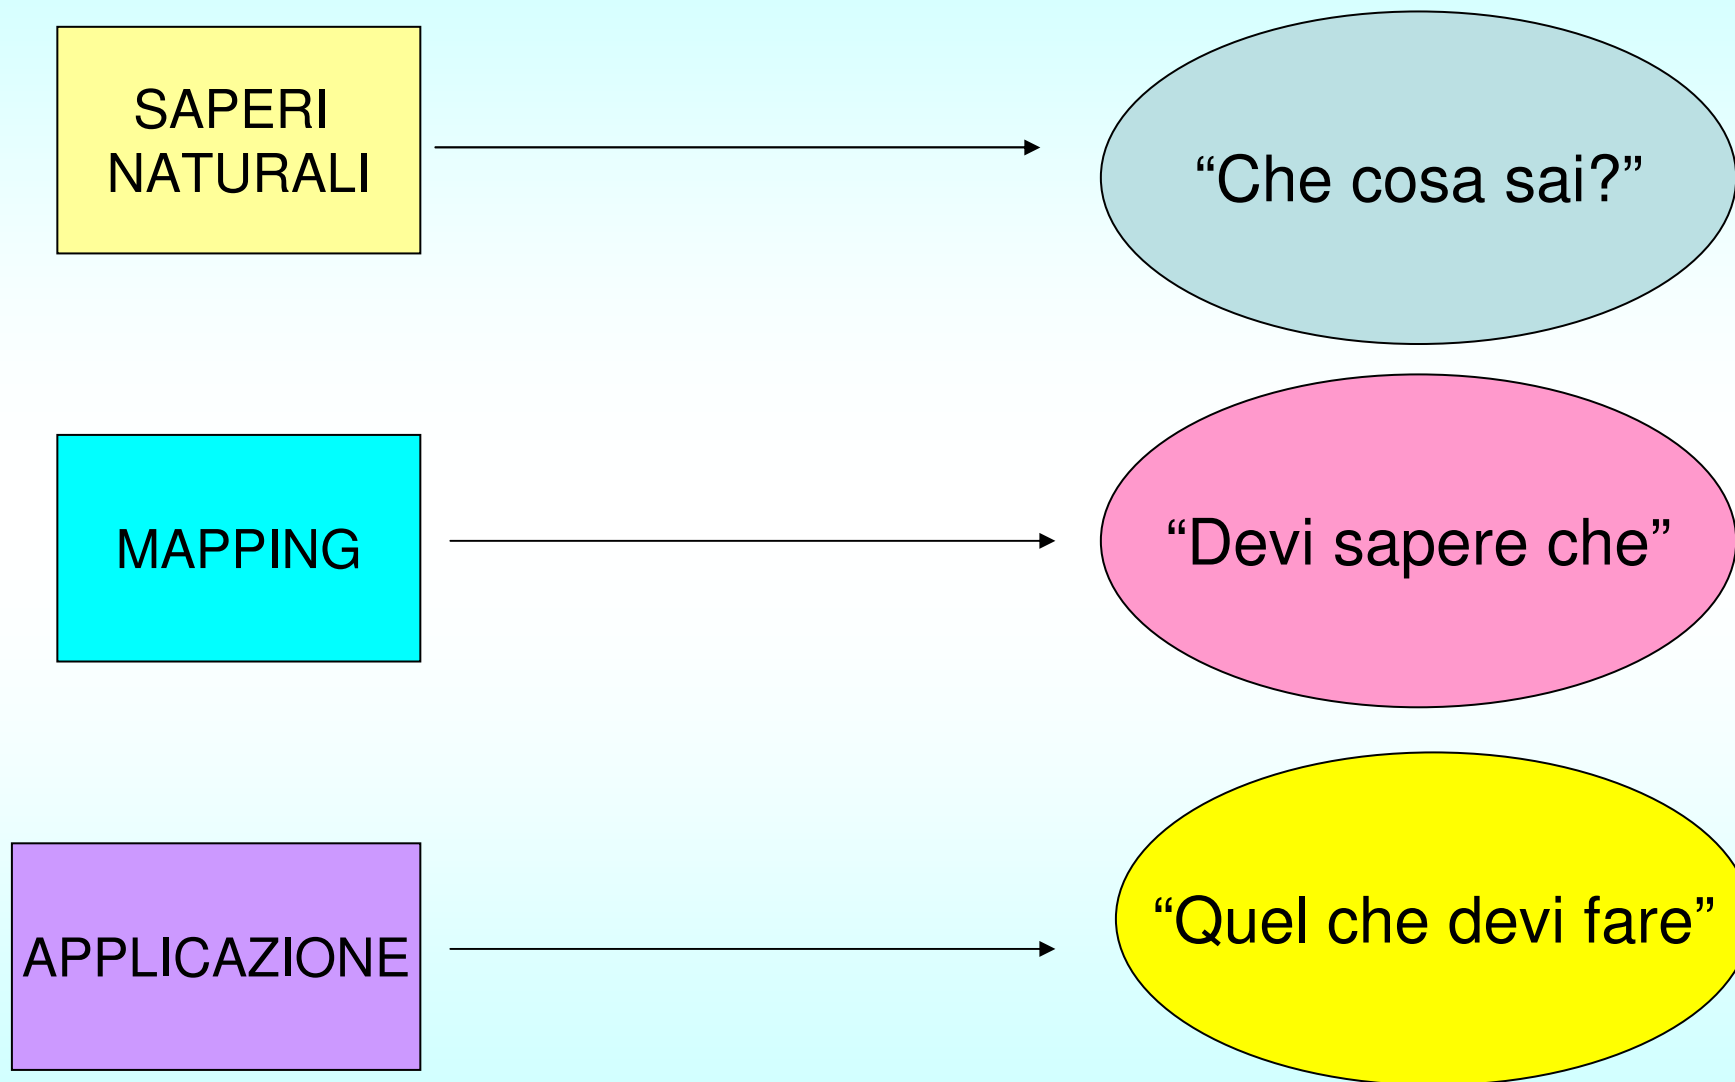 SAPERI
NATURALI
“Che cosa sai?”
MAPPING
“Devi sapere che”
APPLICAZIONE
“Quel che devi fare”